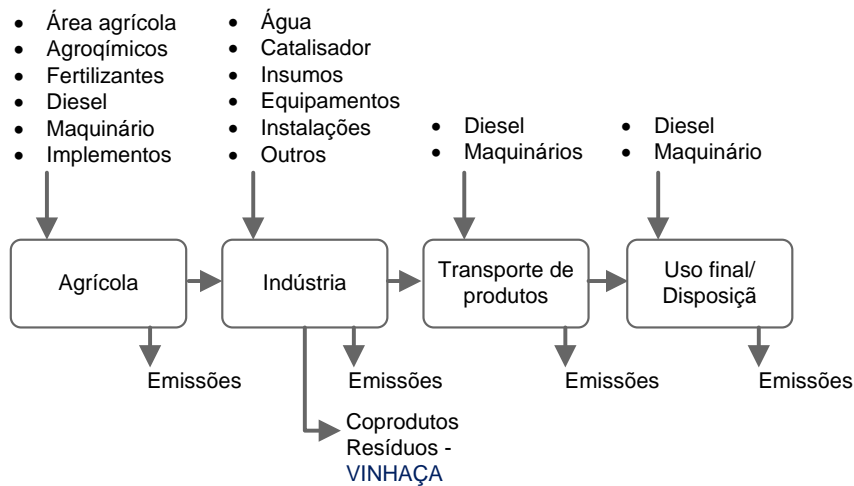 • Área agrícola
• Agroqímicos
• Fertilizantes
• Diesel
• Maquinário
• Implementos
• Água
• Catalisador
• Insumos
• Equipamentos
• Instalações
• Outros
• Diesel
• Maquinários
• Diesel
• Maquinário
Agrícola
Indústria
Transporte de
produtos
Uso final/
Disposiçã
Emissões
Emissões
Emissões
Emissões
Coprodutos
Resíduos -
VINHAÇA